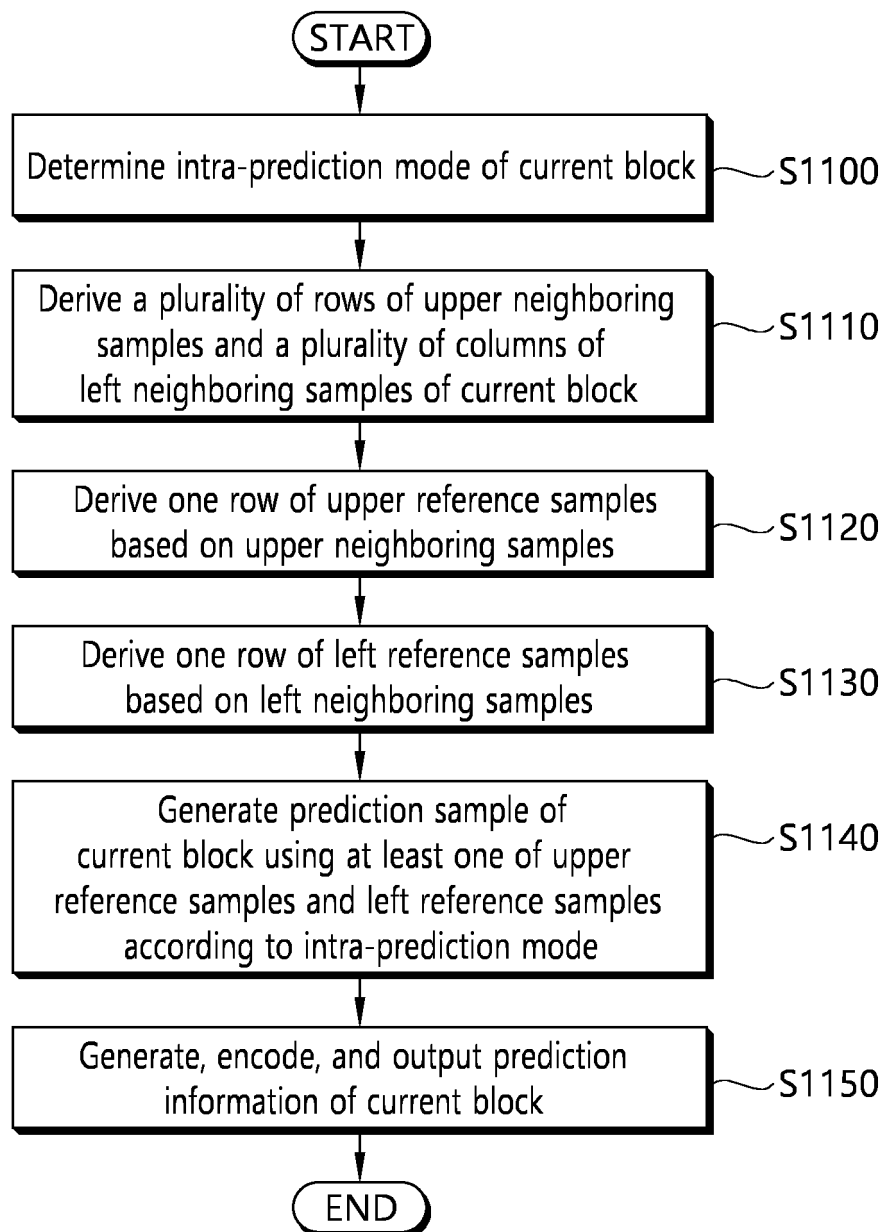 START
Determine intra-prediction mode of current block
S1100
Derive a plurality of rows of upper neighboring
samples and a plurality of columns of
left neighboring samples of current block
S1110
Derive one row of upper reference samples
based on upper neighboring samples
S1120
Derive one row of left reference samples
based on left neighboring samples
S1130
Generate prediction sample of
current block using at least one of upper
reference samples and left reference samples
according to intra-prediction mode
S1140
Generate, encode, and output prediction
information of current block
S1150
END